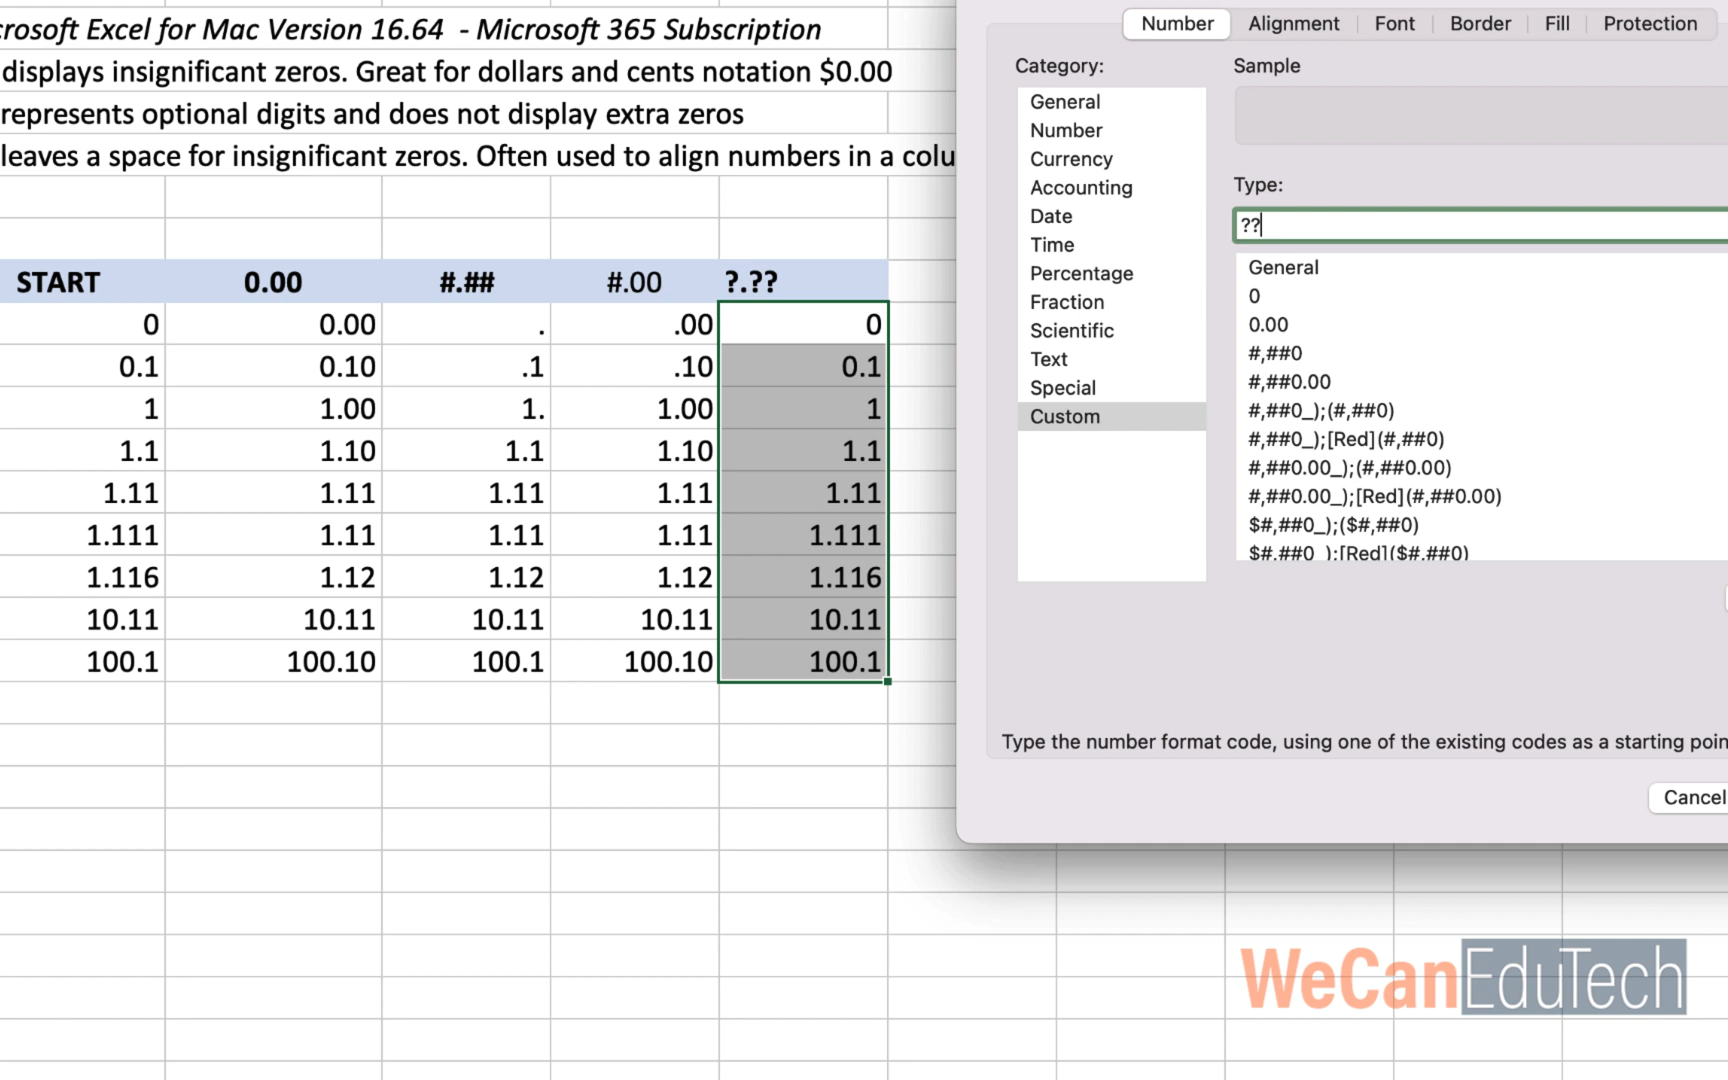 crosoft Excel for Mac Version 16.64 - Microsoft 365 Subscription
displays insignificant zeros. Great for dollars and cents notation $0.00
represents optional digits and does not display extra zeros
leaves a space for insignificant zeros. Often used to align numbers in a colu
START 0.00 #.## #.00 ?.??
0 0.00 . .00 0
0.1 0.10 .1 .10 0.1
1 1.00 1. 1.00 1
1.1 1.10 1.1 1.10 1.1
1.11 1.11 1.11 1.11 1.11
1.111 1.11 1.11 1.11 1.111
1.116 1.12 1.12 1.12 1.116
10.11 10.11 10.11 10.11 10.11
100.1 100.10 100.1 100.10 100.1
Number Alignment Font Border Fill Protection
Category:
General
Number
Currency
Accounting
Date
Time
Percentage
Fraction
Scientific
Text
Special
Custom
Sample
Type:
??
General
0
0.00
#,##0
#,##0.00
#,##0_);(#,##0)
#,##0_);[Red](#,##0)
#,##0.00_);(#,##0.00)
#,##0.00_);[Red](#,##0.00)
$#,##0_);($#,##0)
$#,##0_);[Red]($#,##0)
Type the number format code, using one of the existing codes as a starting poin
Cancel
WeCanEduTech